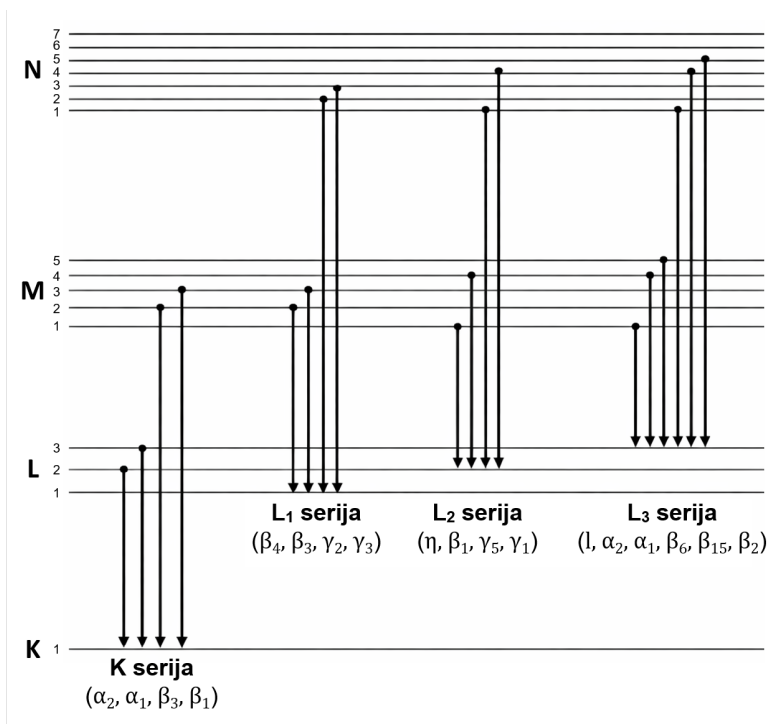 7
6
5
N 4
3
2
1
5
4
M 3
2
1
3
L 2
1
L₁ serija
(β₄, β₃, γ₂, γ₃)
L₂ serija
(η, β₁, γ₅, γ₁)
L₃ serija
(l, α₂, α₁, β₆, β₁₅, β₂)
K 1
K serija
(α₂, α₁, β₃, β₁)